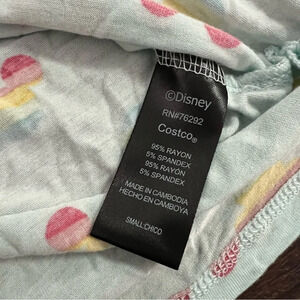 ©Disney
RN#76292
Costco®
95% RAYON
5% SPANDEX
95% RAYÓN
5% SPANDEX
MADE IN CAMBODIA
HECHO EN CAMBOYA
SMALL/CHICO